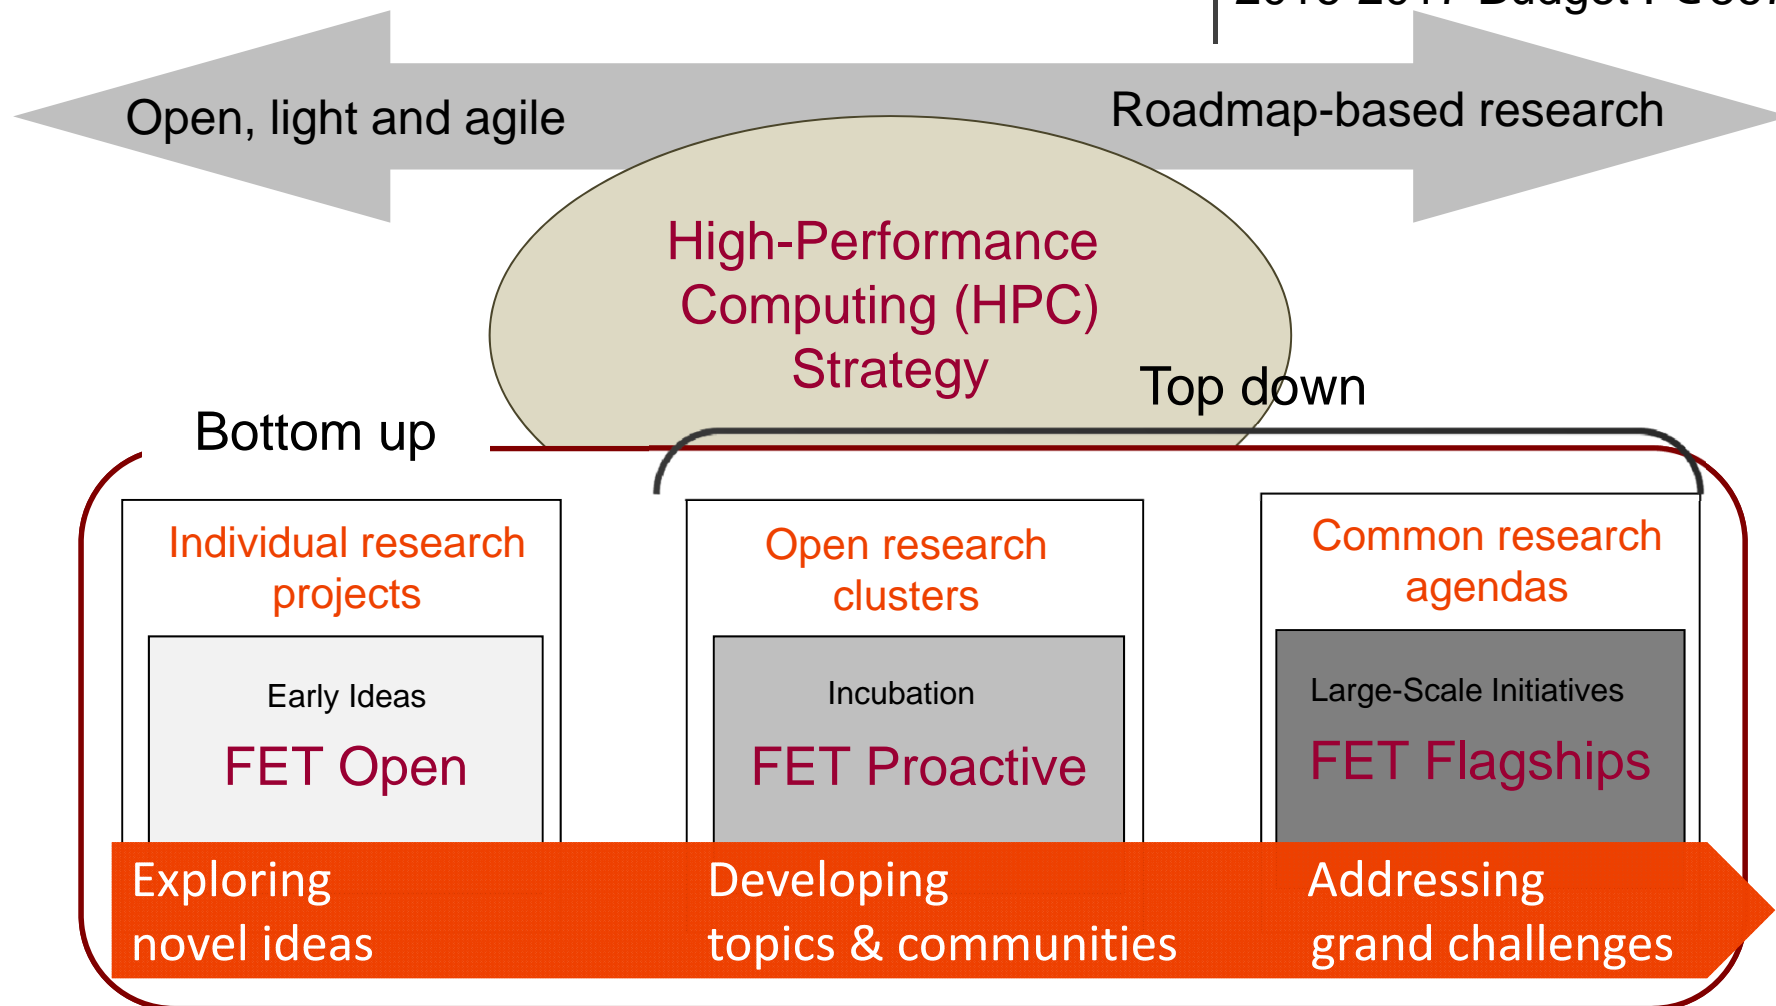 Budget : €
Open, light and agile
Roadmap-based research
High-Performance
Computing (HPC)
Strategy
Top down
Bottom up
Individual research
projects
Open research
clusters
Common research
agendas
Early Ideas
FET Open
Incubation
FET Proactive
Large-Scale Initiatives
FET Flagships
Exploring
novel ideas
Developing
topics & communities
Addressing
grand challenges